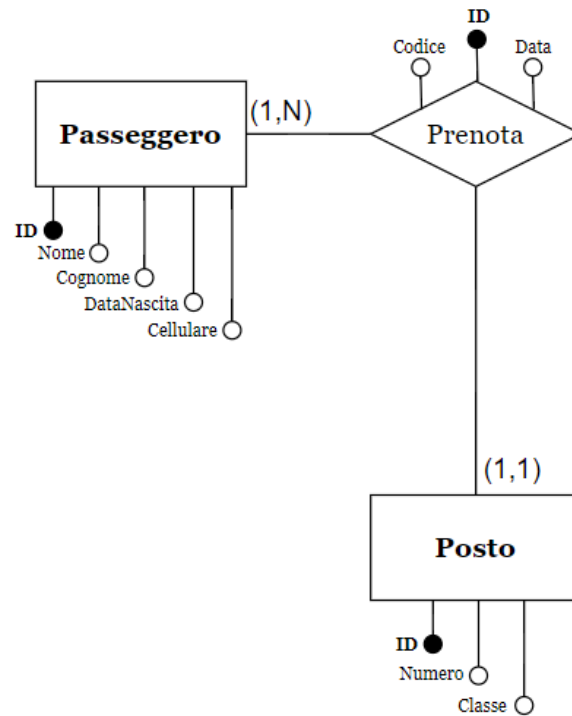 ID
Codice
Data
Passeggero
(1,N)
Prenota
ID
Nome
Cognome
DataNascita
Cellulare
(1,1)
Posto
ID
Numero
Classe